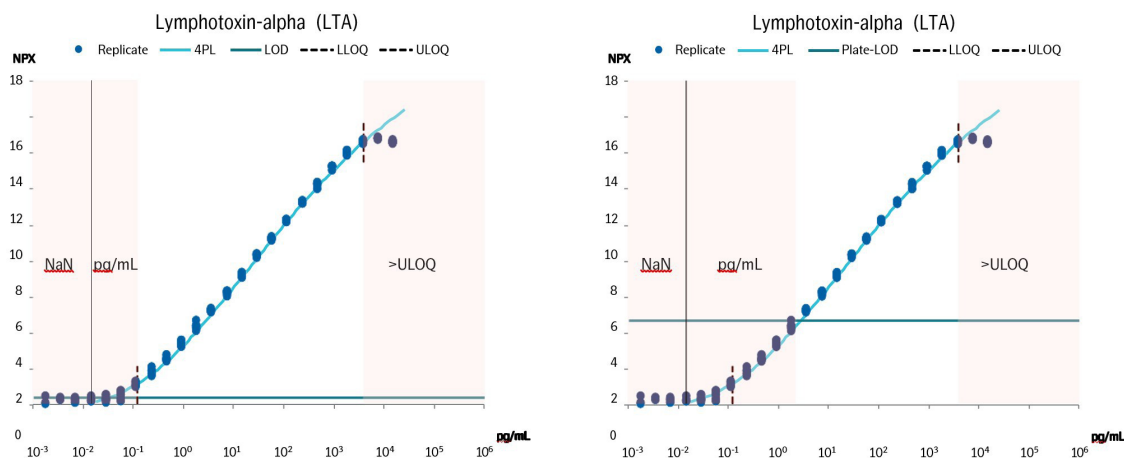 Lymphotoxin-alpha (LTA)
Replicate 4PL LOD LLOQ ULOQ
NPX
18
16
14
12
10
8
6
4
2
0
NaN pg/mL >ULOQ
10-3 10-2 10-1 100 101 102 103 104 105 106
pg/mL
Lymphotoxin-alpha (LTA)
Replicate 4PL Plate-LOD LLOQ ULOQ
NPX
18
16
14
12
10
8
6
4
2
0
NaN pg/mL >ULOQ
10-3 10-2 10-1 100 101 102 103 104 105 106
pg/mL